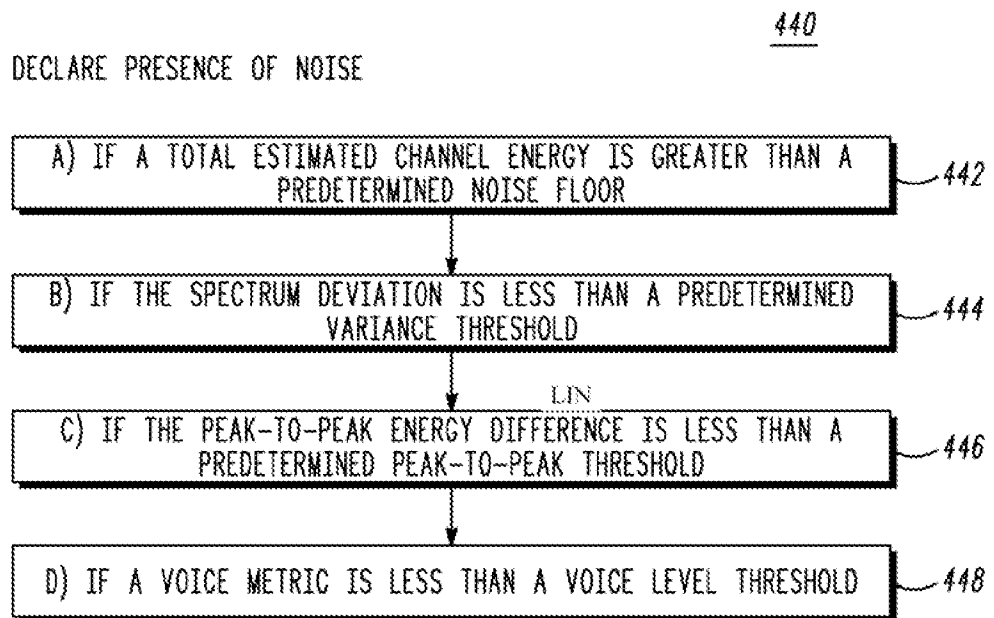 440
DECLARE PRESENCE OF NOISE
A) IF A TOTAL ESTIMATED CHANNEL ENERGY IS GREATER THAN A
PREDETERMINED NOISE FLOOR
442
B) IF THE SPECTRUM DEVIATION IS LESS THAN A PREDETERMINED
VARIANCE THRESHOLD
444
LIN
C) IF THE PEAK-TO-PEAK ENERGY DIFFERENCE IS LESS THAN A
PREDETERMINED PEAK-TO-PEAK THRESHOLD
446
D) IF A VOICE METRIC IS LESS THAN A VOICE LEVEL THRESHOLD
448